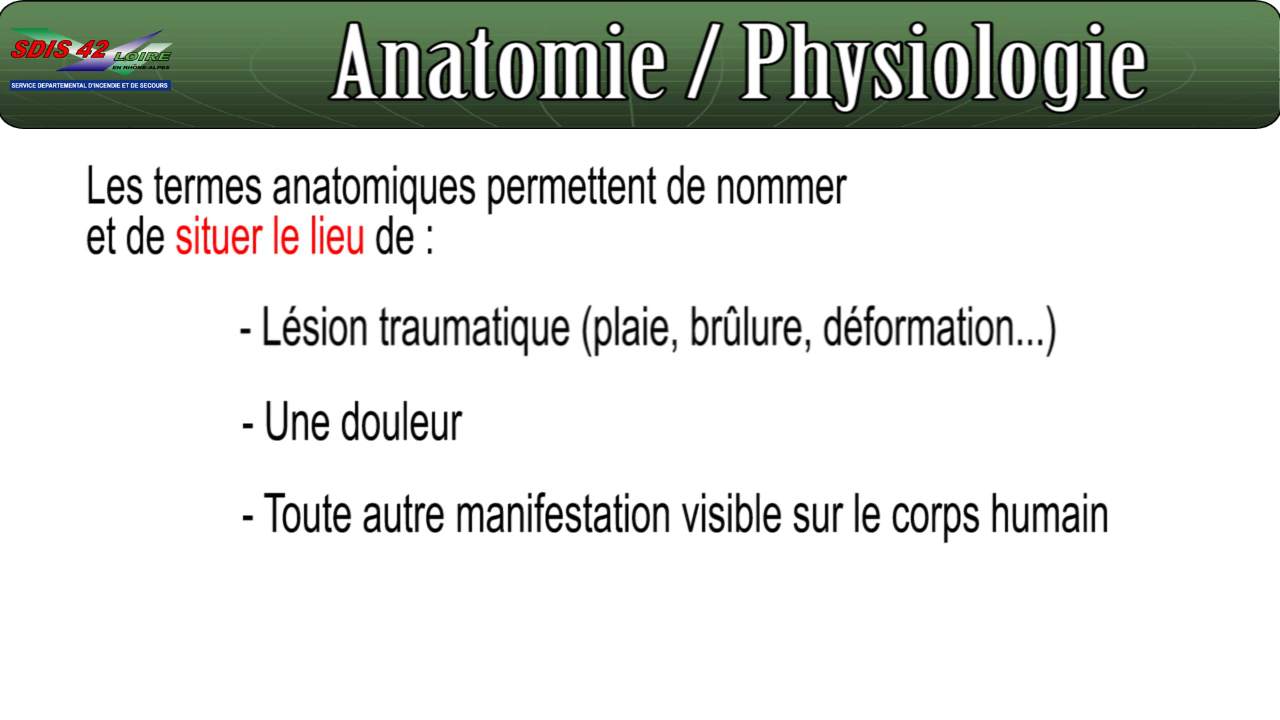 SDIS 42
LOIRE
EN RHÔNE-ALPES
SERVICE DEPARTEMENTAL D'INCENDIE ET DE SECOURS
Anatomie / Physiologie
Les termes anatomiques permettent de nommer
et de situer le lieu de :
- Lésion traumatique (plaie, brûlure, déformation...)
- Une douleur
- Toute autre manifestation visible sur le corps humain